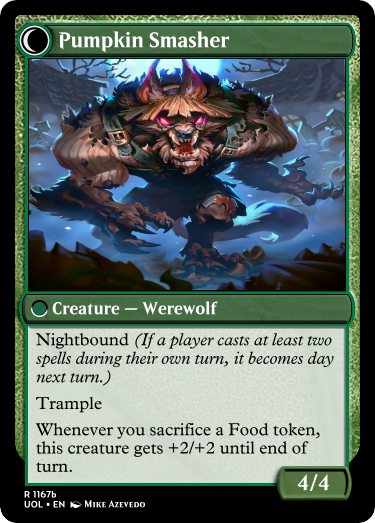 Pumpkin Smasher
Creature — Werewolf
Nightbound (If a player casts at least two
spells during their own turn, it becomes day
next turn.)
Trample
Whenever you sacrifice a Food token,
this creature gets +2/+2 until end of
turn.
4/4
R 1167b
UOL • EN Mike Azevedo